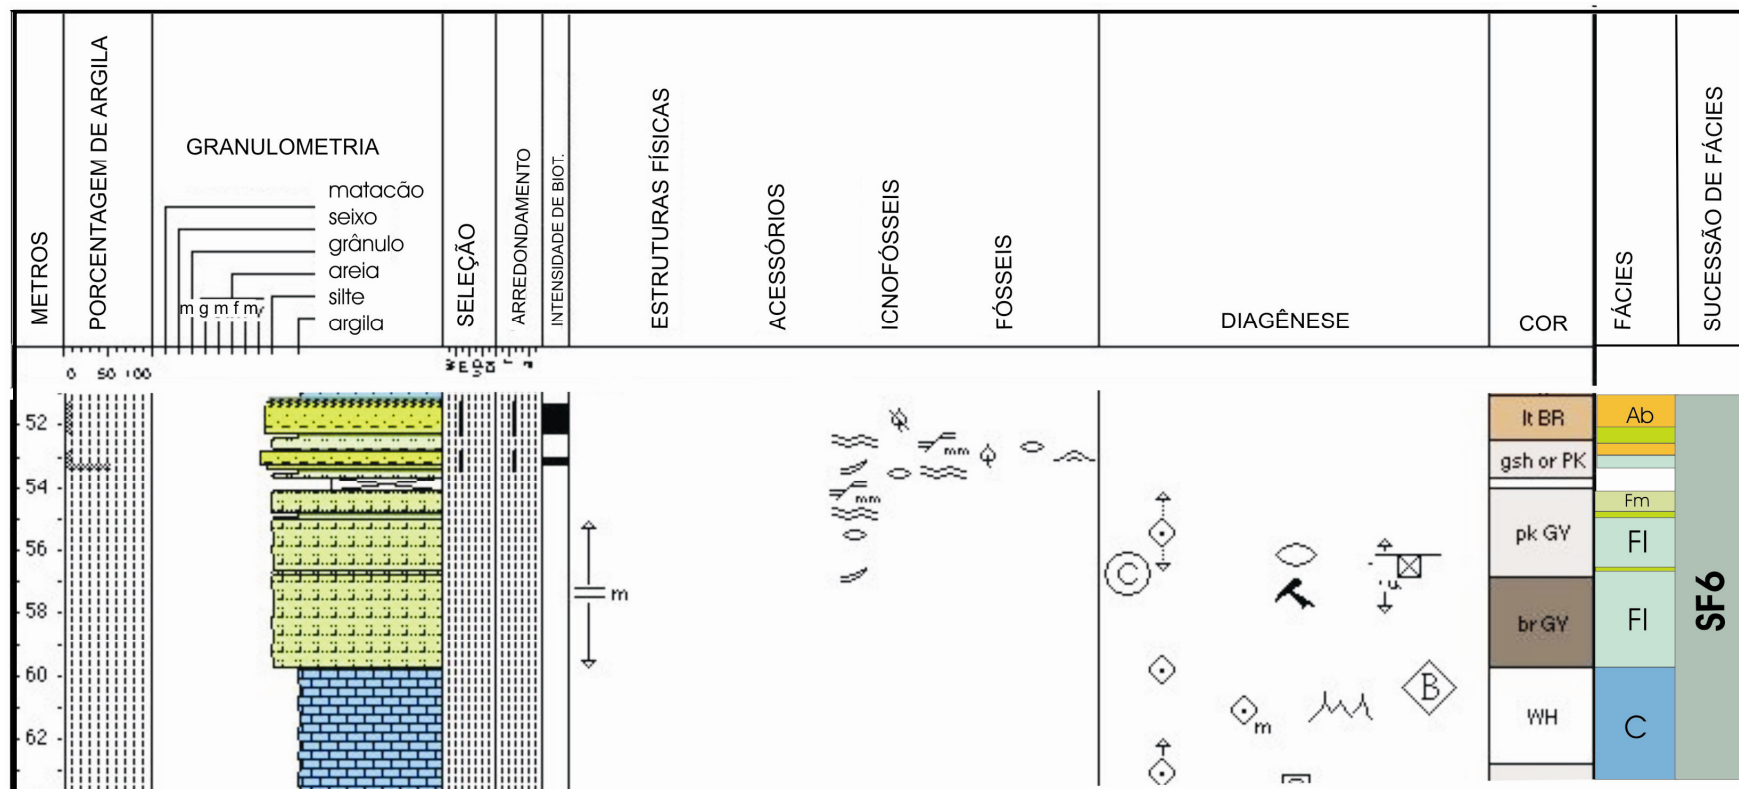 METROS
PORCENTAGEM DE ARGILA
GRANULOMETRIA
matacão
seixo
grânulo
areia
silte
argila
m g m f m
SELEÇÃO
ARREDONDAMENTO
INTENSIDADE DE BIOT.
ESTRUTURAS FÍSICAS
ACESSÓRIOS
ICNOFÓSSEIS
FÓSSEIS
DIAGÊNESE
COR
FÁCIES
SUCESSÃO DE FÁCIES
0 50 100
52
54
56
58
60
62
m
mm
mm
C
B
m
lt BR
gsh or PK
pk GY
br GY
WH
Ab
Fm
Fl
Fl
C
SF6